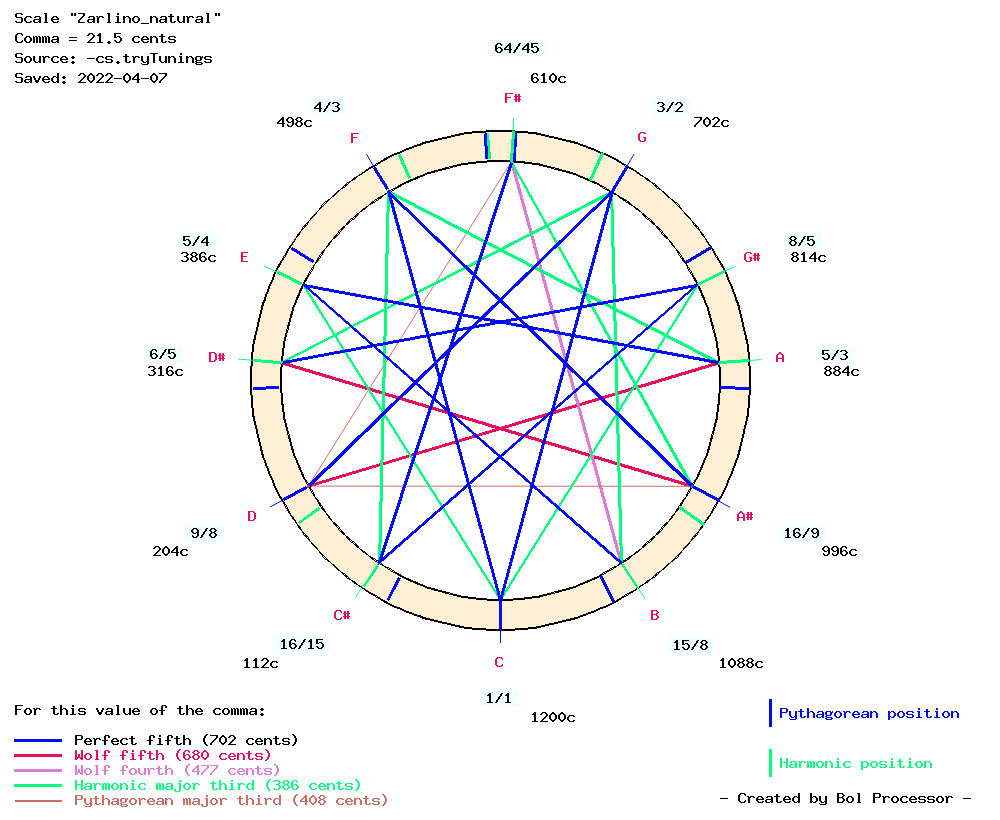 Scale "Zarlino_natural"
Comma = 21.5 cents
Source: -cs.tryTunings
Saved: 2022-04-07
64/45
610c
F#
4/3
498c
F
3/2
702c
G
5/4
386c
E
8/5
814c
G#
6/5
316c
D#
5/3
884c
A
9/8
204c
D
16/9
996c
A#
16/15
112c
C#
15/8
1088c
B
C
1/1
1200c
For this value of the comma:
Perfect fifth (702 cents)
Wolf fifth (680 cents)
Wolf fourth (477 cents)
Harmonic major third (386 cents)
Pythagorean major third (408 cents)
Pythagorean position
Harmonic position
- Created by Bol Processor -